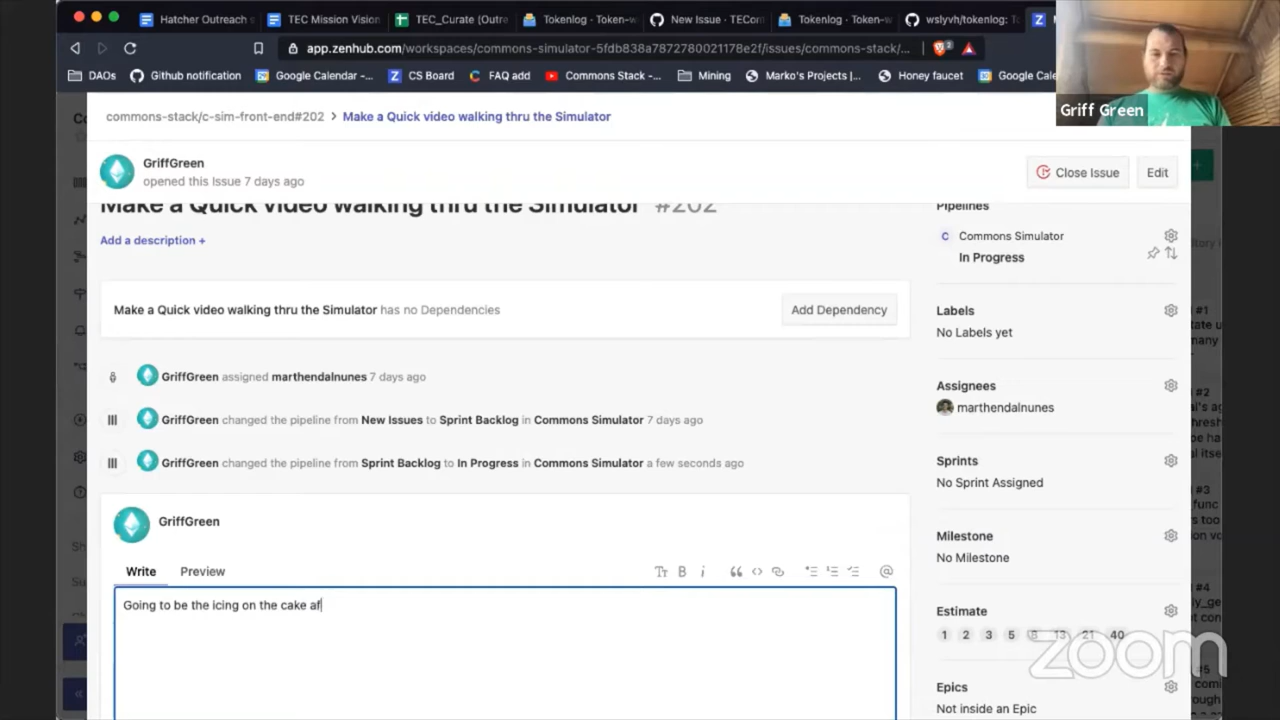 Hatcher Outreach s
TEC Mission Vision
TEC_Curate (Outre
Tokenlog - Token-w
New Issue · TECom
Tokenlog - Token-w
wslyvh/tokenlog: T
app.zenhub.com/workspaces/commons-simulator-5fdb838a7872780021178e2f/issues/commons-stack/...
DAOs
Github notification
Google Calendar -...
CS Board
FAQ add
Commons Stack -...
Mining
Marko's Projects |...
Honey faucet
Google Cale
Griff Green
commons-stack/c-sim-front-end#202 > Make a Quick video walking thru the Simulator
GriffGreen
opened this Issue 7 days ago
Close Issue
Edit
Make a Quick video walking thru the Simulator #202
Add a description +
Make a Quick video walking thru the Simulator has no Dependencies
Add Dependency
GriffGreen assigned marthendalnunes 7 days ago
GriffGreen changed the pipeline from New Issues to Sprint Backlog in Commons Simulator 7 days ago
GriffGreen changed the pipeline from Sprint Backlog to In Progress in Commons Simulator a few seconds ago
GriffGreen
Write
Preview
Going to be the icing on the cake af
Pipelines
C Commons Simulator
In Progress
Labels
No Labels yet
Assignees
marthendalnunes
Sprints
No Sprint Assigned
Milestone
No Milestone
Estimate
1 2 3 5 8 13 21 40
Epics
Not inside an Epic
zoom